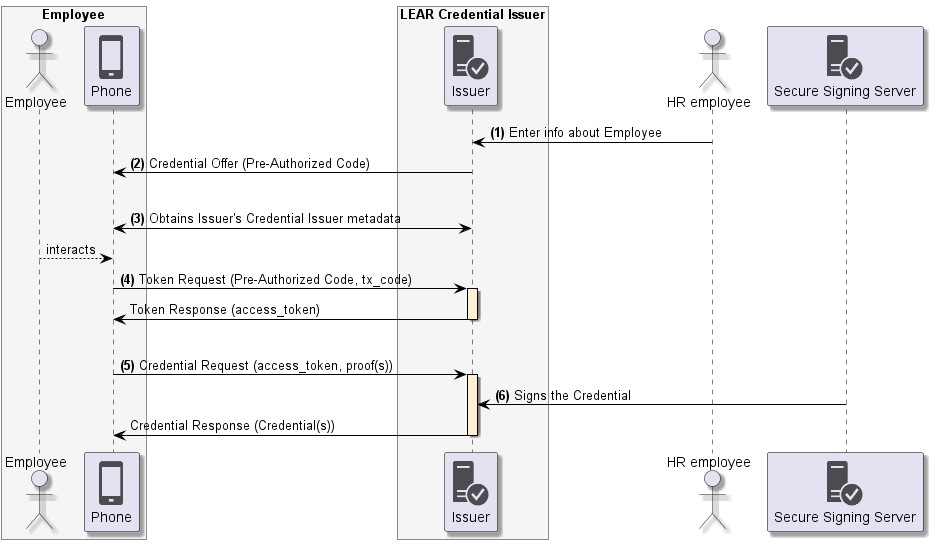 Employee
LEAR Credential Issuer
Employee
Phone
Issuer
HR employee
Secure Signing Server
(1) Enter info about Employee
(2) Credential Offer (Pre-Authorized Code)
(3) Obtains Issuer's Credential Issuer metadata
interacts
(4) Token Request (Pre-Authorized Code, tx_code)
Token Response (access_token)
(5) Credential Request (access_token, proof(s))
(6) Signs the Credential
Credential Response (Credential(s))
Employee
Phone
Issuer
HR employee
Secure Signing Server